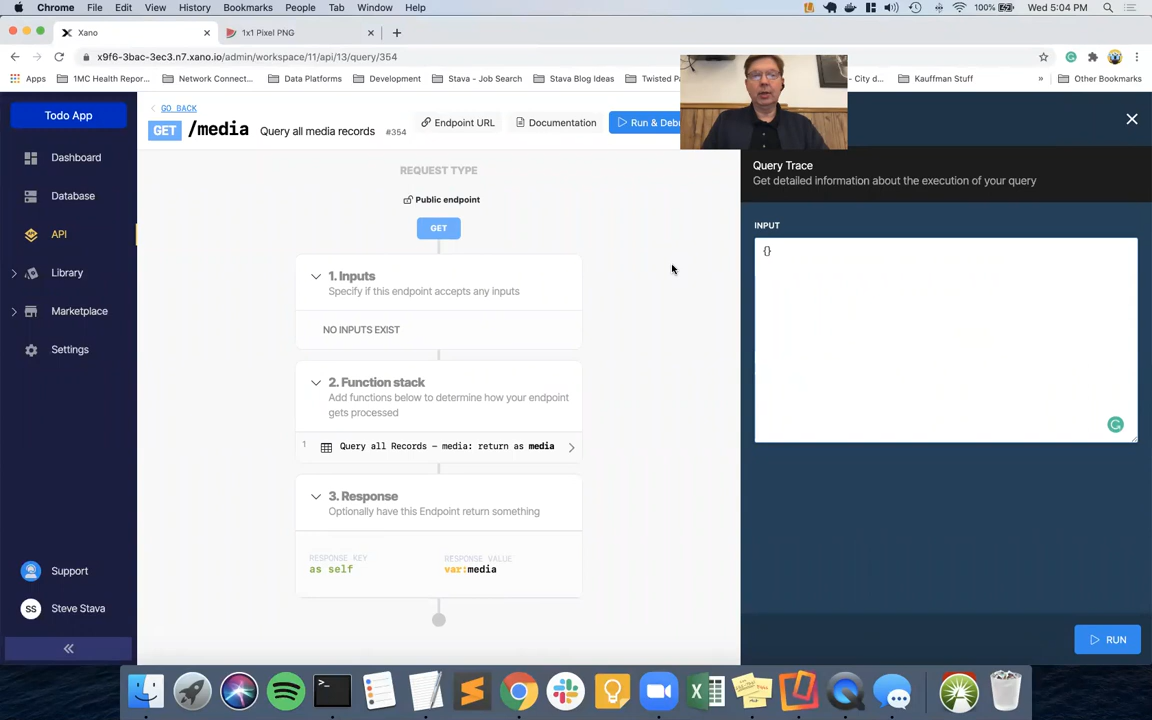 Chrome File Edit View History Bookmarks People Tab Window Help 100% Wed 5:04 PM
Xano 1x1 Pixel PNG
x9f6-3bac-3ec3.n7.xano.io/admin/workspace/11/api/13/query/354
Apps 1MC Health Repor... Network Connect... Data Platforms Development Stava - Job Search Stava Blog Ideas Twisted Pa City d... Kauffman Stuff » Other Bookmarks
Todo App
Dashboard
Database
API
Library
Marketplace
Settings
Support
SS Steve Stava
GO BACK
GET /media Query all media records #354 Endpoint URL Documentation Run & Deb
REQUEST TYPE
Public endpoint
GET
1. Inputs
Specify if this endpoint accepts any inputs
NO INPUTS EXIST
2. Function stack
Add functions below to determine how your endpoint
gets processed
1 Query all Records – media: return as media
3. Response
Optionally have this Endpoint return something
RESPONSE KEY RESPONSE VALUE
as self var:media
Query Trace
Get detailed information about the execution of your query
INPUT
{}
RUN